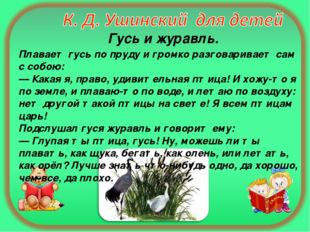 К. Д. Ушинский для детей
Гусь и журавль.
Плавает гусь по пруду и громко разговаривает сам
с собою:
— Какая я, право, удивительная птица! И хожу-то я
по земле, и плаваю-то по воде, и летаю по воздуху:
нет другой такой птицы на свете! Я всем птицам
царь!
Подслушал гуся журавль и говорит ему:
— Глупая ты птица, гусь! Ну, можешь ли ты
плавать, как щука, бегать, как олень, или летать,
как орёл? Лучше знать что-нибудь одно, да хорошо,
чем все, да плохо.